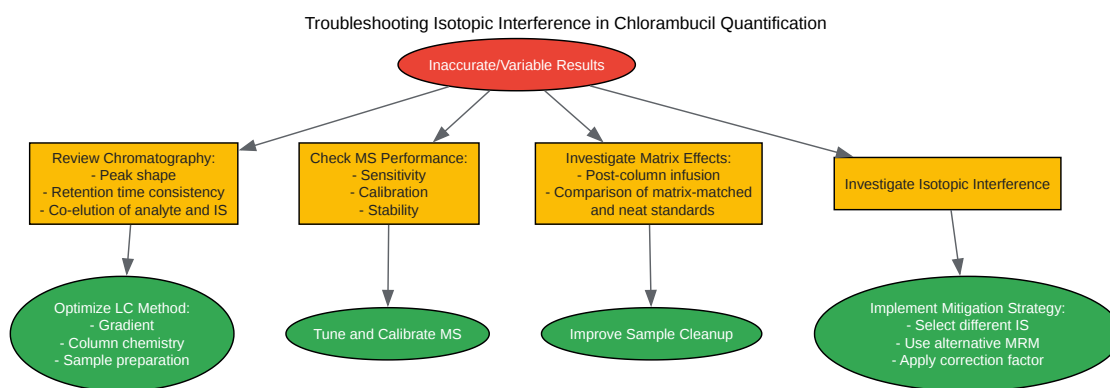 Troubleshooting Isotopic Interference in Chlorambucil Quantification
Inaccurate/Variable Results
Review Chromatography:
- Peak shape
- Retention time consistency
- Co-elution of analyte and IS
Check MS Performance:
- Sensitivity
- Calibration
- Stability
Investigate Matrix Effects:
- Post-column infusion
- Comparison of matrix-matched
and neat standards
Investigate Isotopic Interference
Optimize LC Method:
- Gradient
- Column chemistry
- Sample preparation
Tune and Calibrate MS
Improve Sample Cleanup
Implement Mitigation Strategy:
- Select different IS
- Use alternative MRM
- Apply correction factor